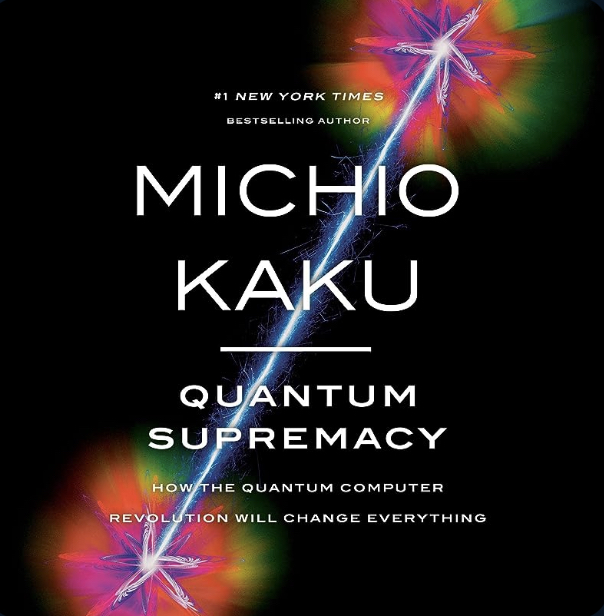 #1 NEW YORK TIMES
BESTSELLING AUTHOR
MICHIO
KAKU
QUANTUM
SUPREMACY
HOW THE QUANTUM COMPUTER
REVOLUTION WILL CHANGE EVERYTHING